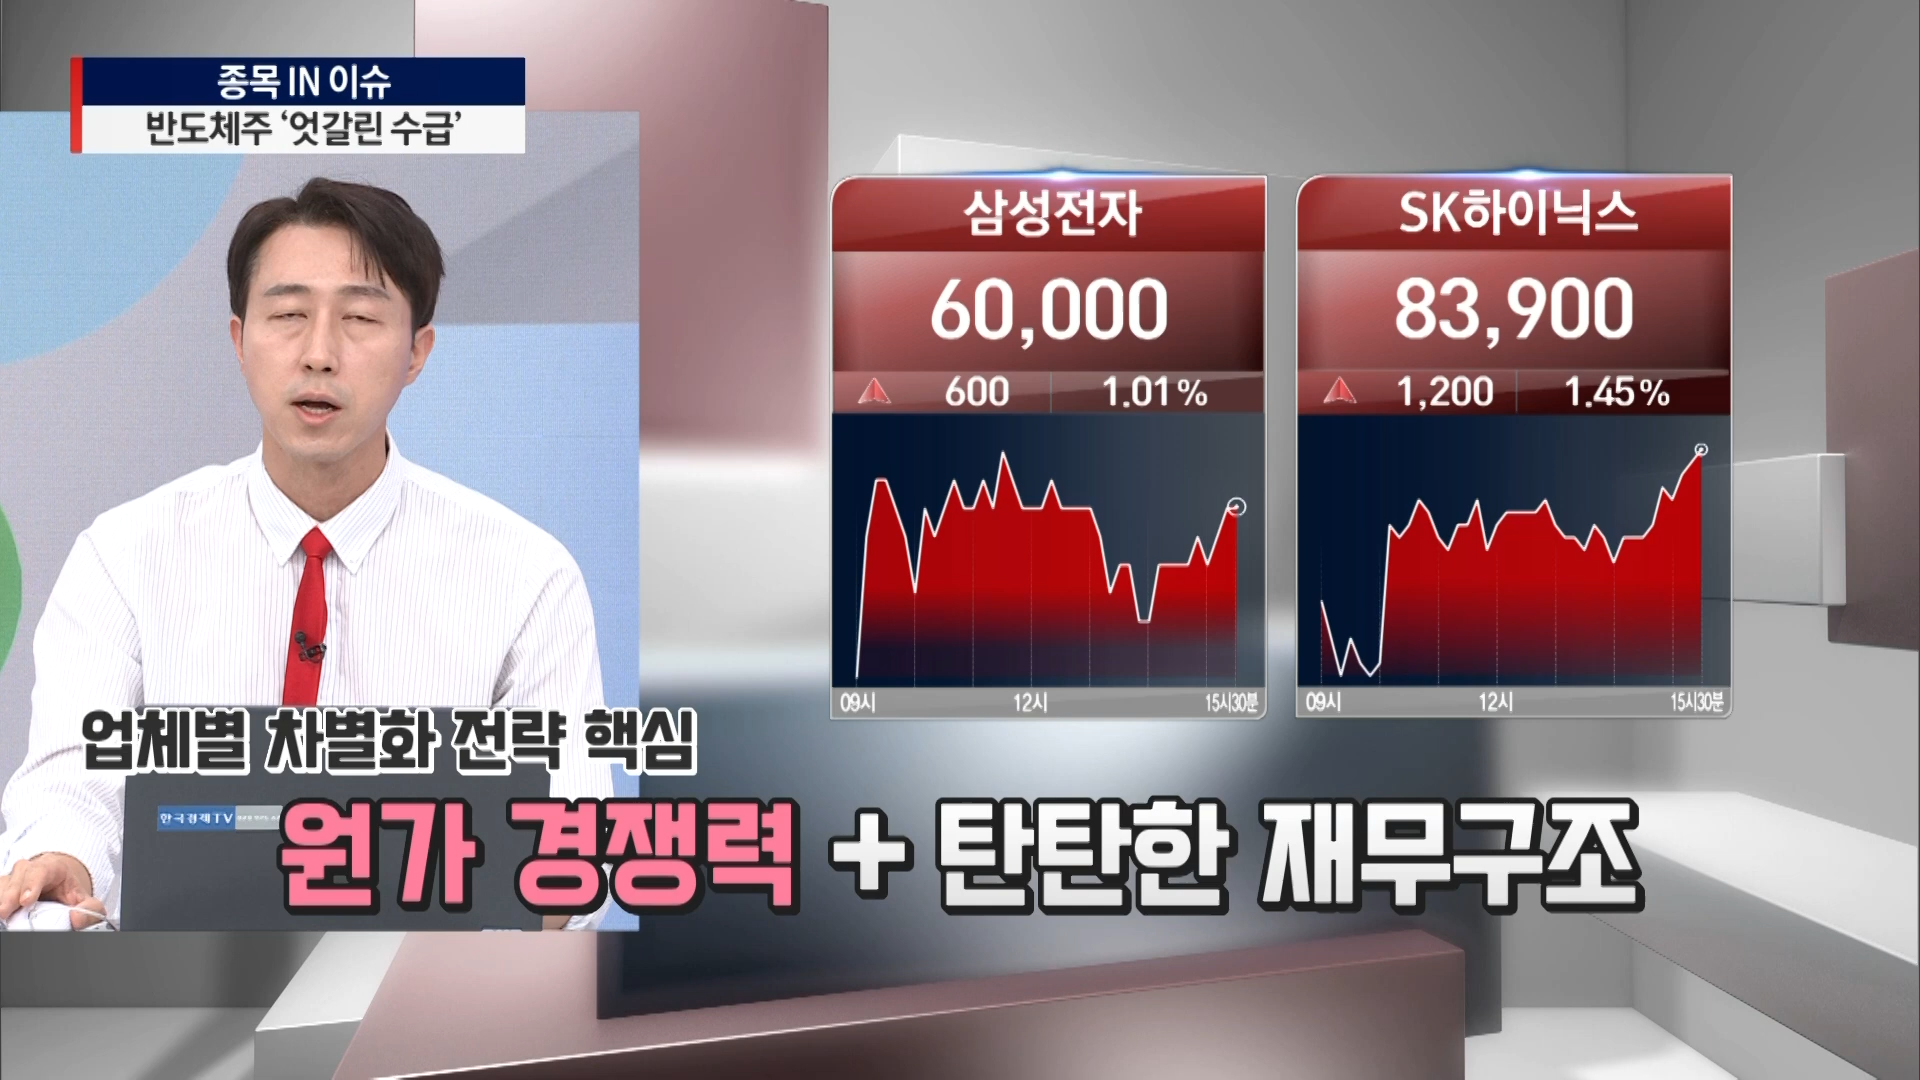 종목 IN 이슈
반도체주 ‘엇갈린 수급’
삼성전자
60,000
600 1.01%
09시 12시 15시30분
SK하이닉스
83,900
1,200 1.45%
09시 12시 15시30분
업체별 차별화 전략 핵심
한국경제TV
원가 경쟁력 + 탄탄한 재무구조